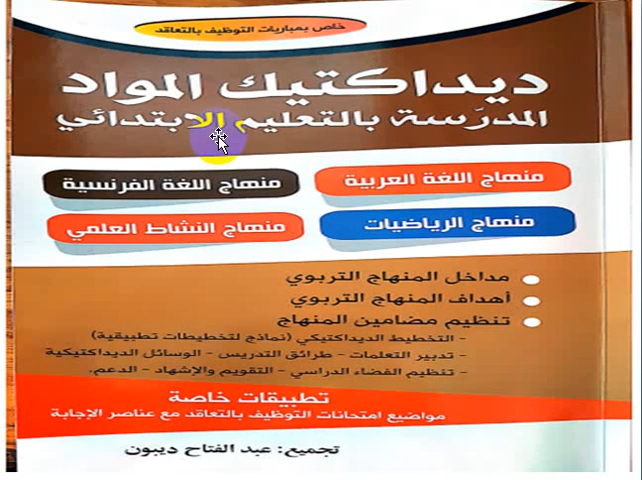 خاص بمباريات التوظيف بالتعاقد
ديداكتيك المواد
المدرّسة بالتعليم الابتدائي
منهاج اللغة العربية
منهاج اللغة الفرنسية
منهاج الرياضيات
منهاج النشاط العلمي
مداخل المنهاج التربوي
أهداف المنهاج التربوي
تنظيم مضامين المنهاج
- التخطيط الديداكتيكي (نماذج لتخطيطات تطبيقية)
- تدبير التعلمات - طرائق التدريس - الوسائل الديداكتيكية
- تنظيم الفضاء الدراسي - التقويم والإشهاد - الدعم.
تطبيقات خاصة
مواضيع امتحانات التوظيف بالتعاقد مع عناصر الإجابة
تجميع: عبد الفتاح ديبون